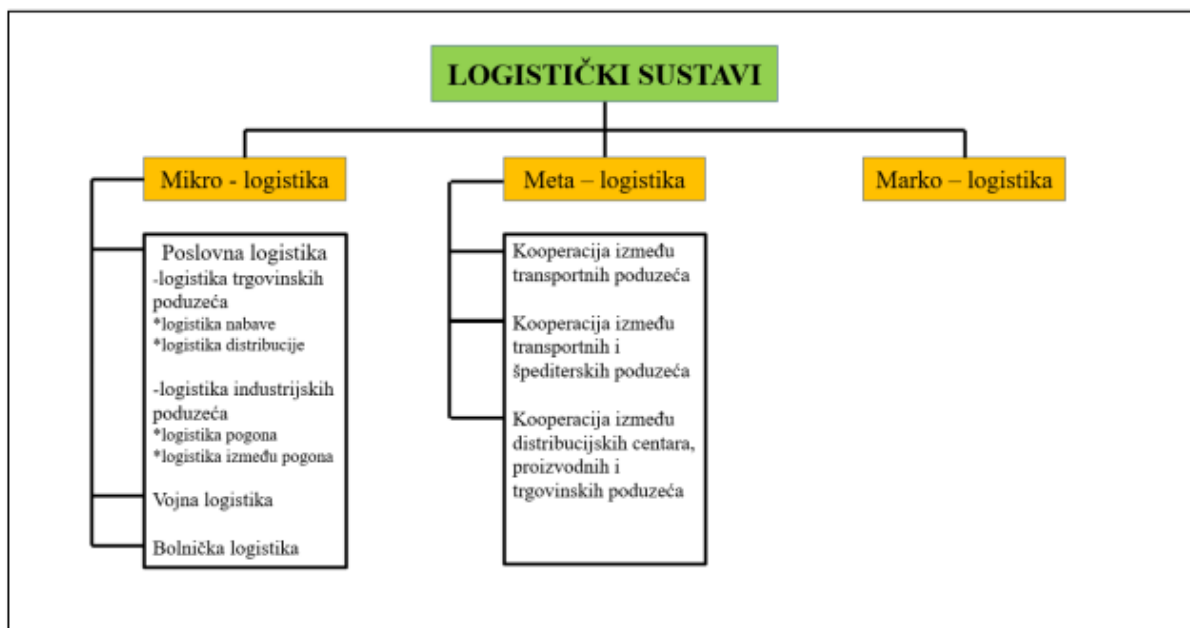 LOGISTIČKI SUSTAVI
Mikro - logistika
Meta – logistika
Marko – logistika
Poslovna logistika
-logistika trgovinskih
poduzeća
*logistika nabave
*logistika distribucije
-logistika industrijskih
poduzeća
*logistika pogona
*logistika između pogona
Vojna logistika
Bolnička logistika
Kooperacija između
transportnih poduzeća
Kooperacija između
transportnih i
špediterskih poduzeća
Kooperacija između
distribucijskih centara,
proizvodnih i
trgovinskih poduzeća